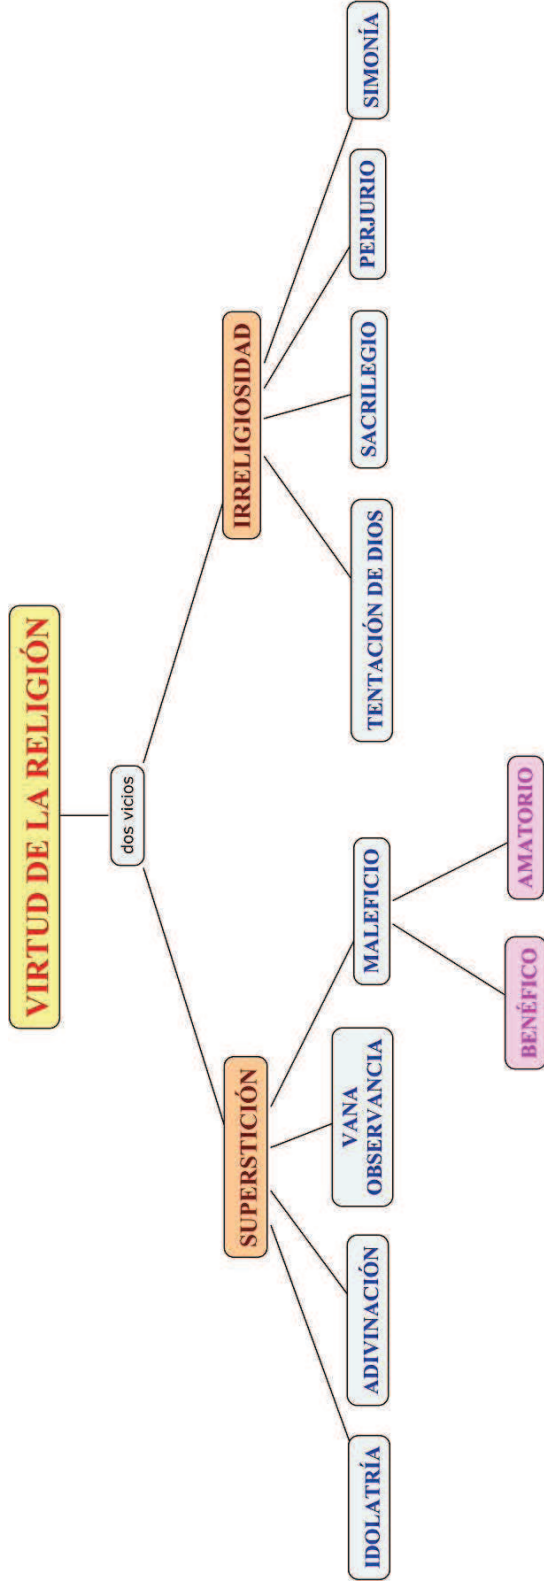 VIRTUD DE LA RELIGIÓN
dos vicios
SUPERSTICIÓN
IRRELIGIOSIDAD
IDOLATRÍA
ADIVINACIÓN
VANA
OBSERVANCIA
MALEFICIO
TENTACIÓN DE DIOS
SACRILEGIO
PERJURIO
SIMONÍA
BENÉFICO
AMATORIO